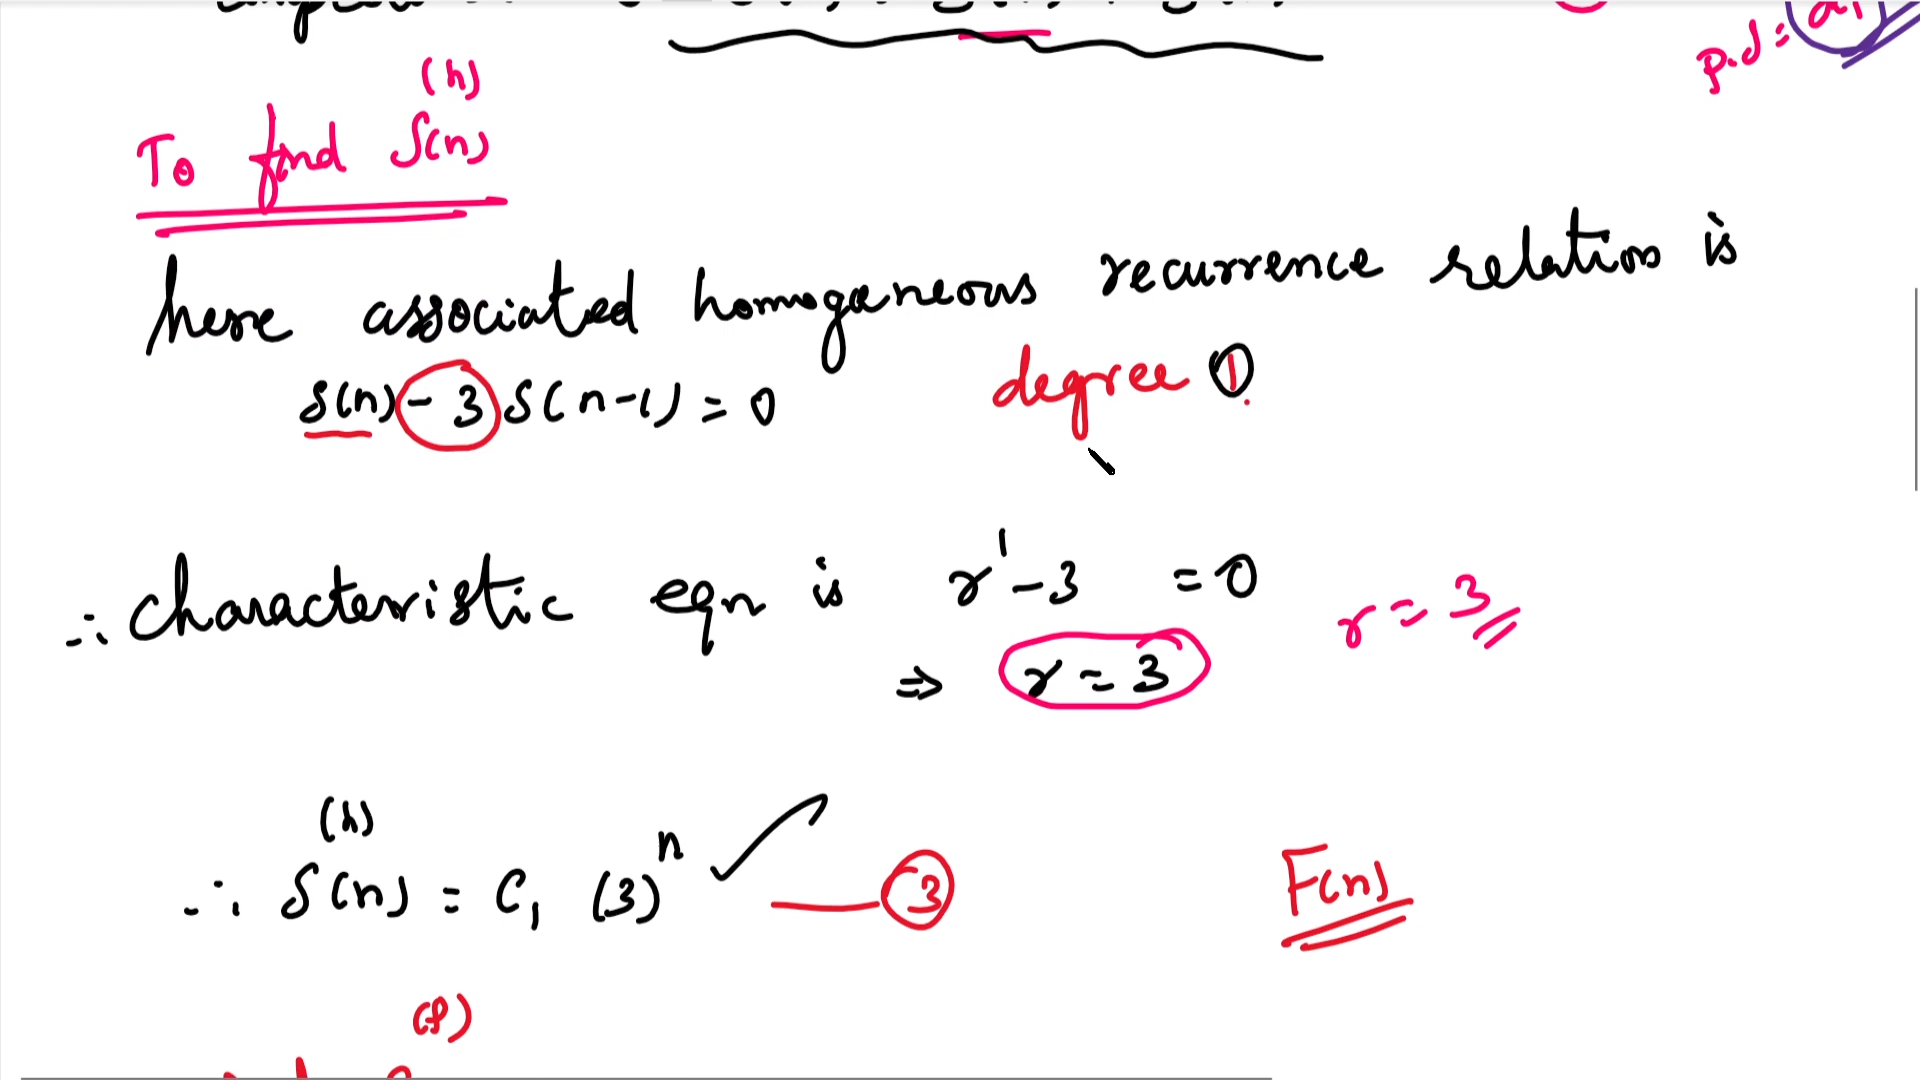 p.d =
(h)
To find S(n)
here associated homogeneous recurrence relation is
S(n) - 3 S(n-1) = 0 degree 1
∴ characteristic eqn is r¹ - 3 = 0 r = 3
⇒ r = 3
(h)
∴ S(n) = C₁ (3)ⁿ 3
F(n)
(P)